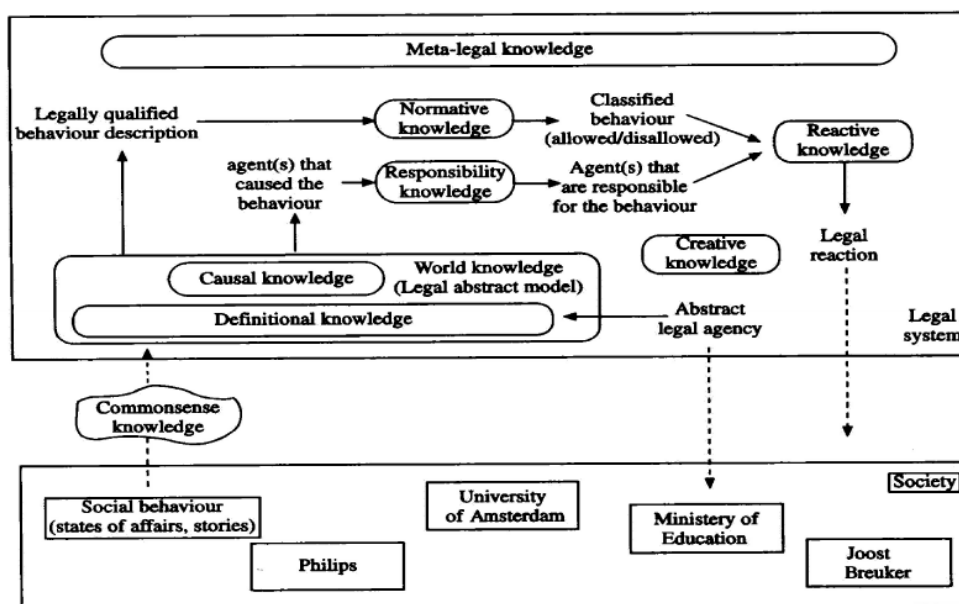 Meta-legal knowledge
Legally qualified
behaviour description
Normative
knowledge
Classified
behaviour
(allowed/disallowed)
Reactive
knowledge
agent(s) that
caused the
behaviour
Responsibility
knowledge
Agent(s) that
are responsible
for the behaviour
Creative
knowledge
Legal
reaction
Causal knowledge
World knowledge
(Legal abstract model)
Definitional knowledge
Abstract
legal agency
Legal
system
Commonsense
knowledge
Society
Social behaviour
(states of affairs, stories)
University
of Amsterdam
Ministery of
Education
Philips
Joost
Breuker